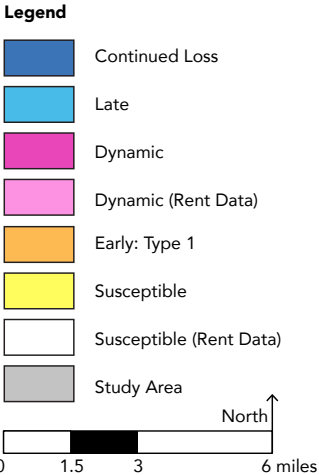 Legend
Continued Loss
Late
Dynamic
Dynamic (Rent Data)
Early: Type 1
Susceptible
Susceptible (Rent Data)
Study Area
North
0 1.5 3 6 miles